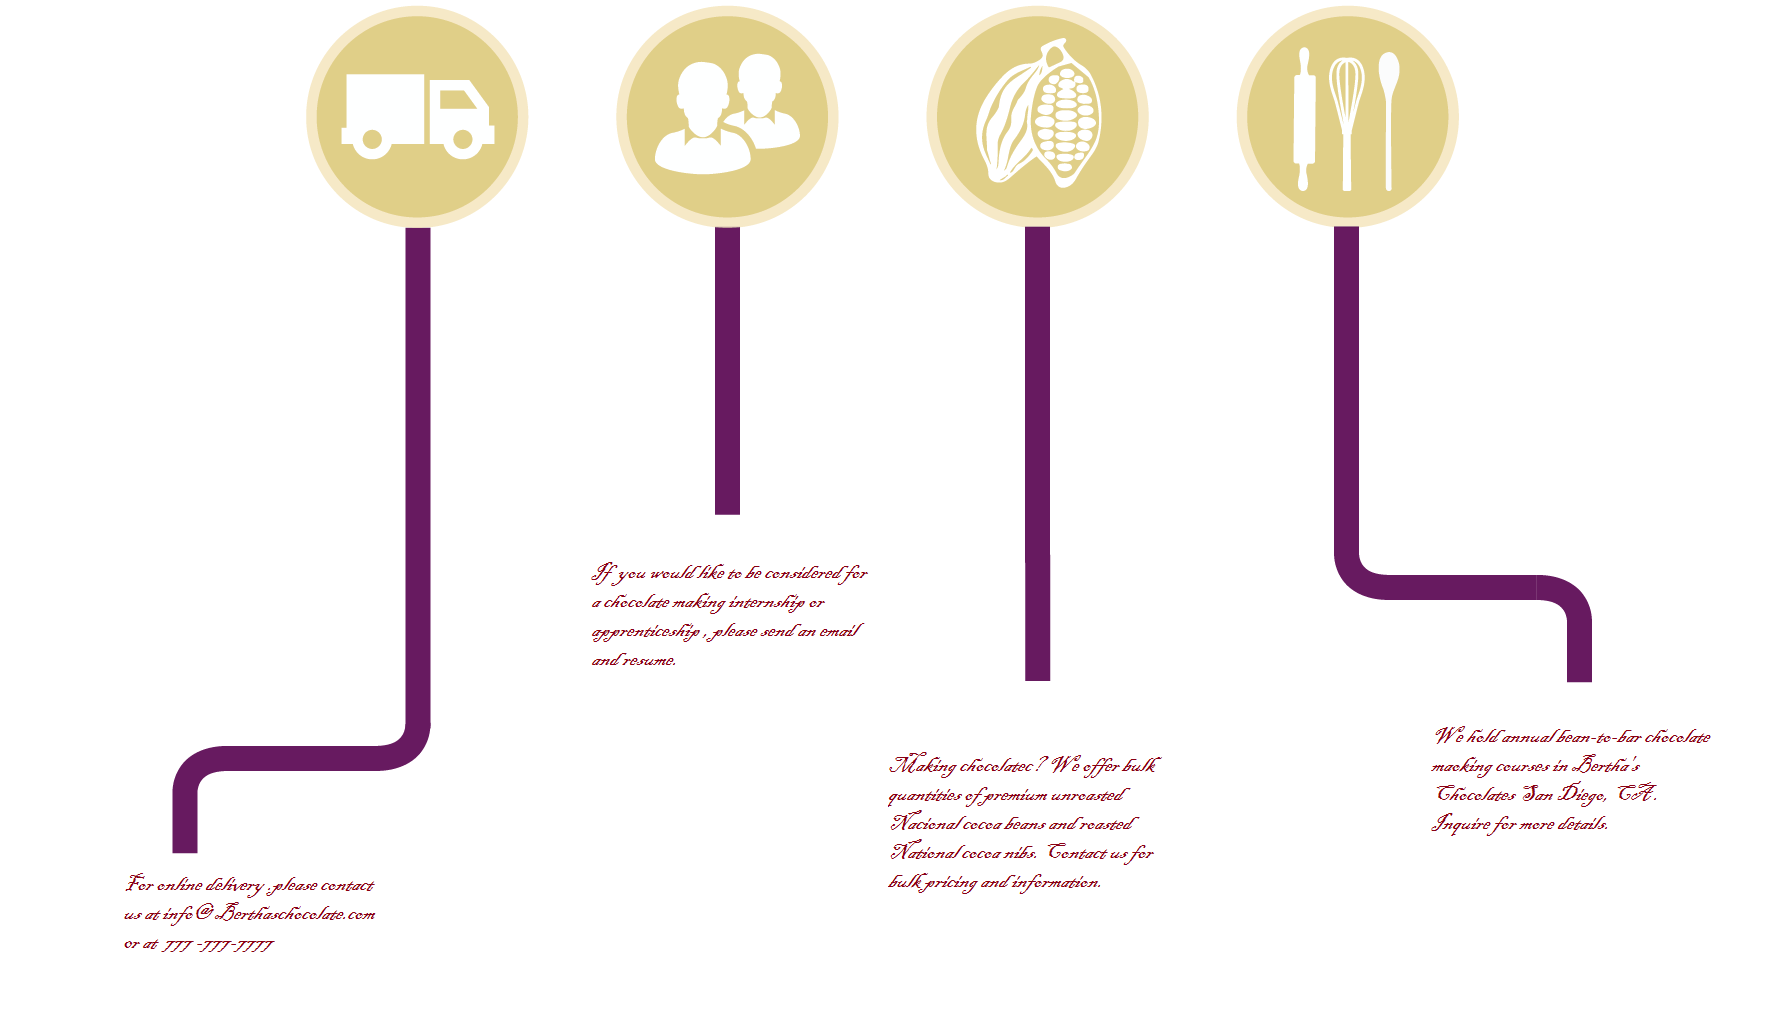 If you would like to be considered for
a chocolate making internship or
apprenticeship, please send an email
and resume.
Making chocolatec? We offer bulk
quantities of premium unroasted
Nacional cocoa beans and roasted
National cocoa nibs. Contact us for
bulk pricing and information.
We hold annual bean-to-bar chocolate
maoking courses in Bertha's
Chocolates San Diego, CA.
Inquire for more details.
For online delivery .please contact
us at info@Berthaschocolate.com
or at 777-777-7777